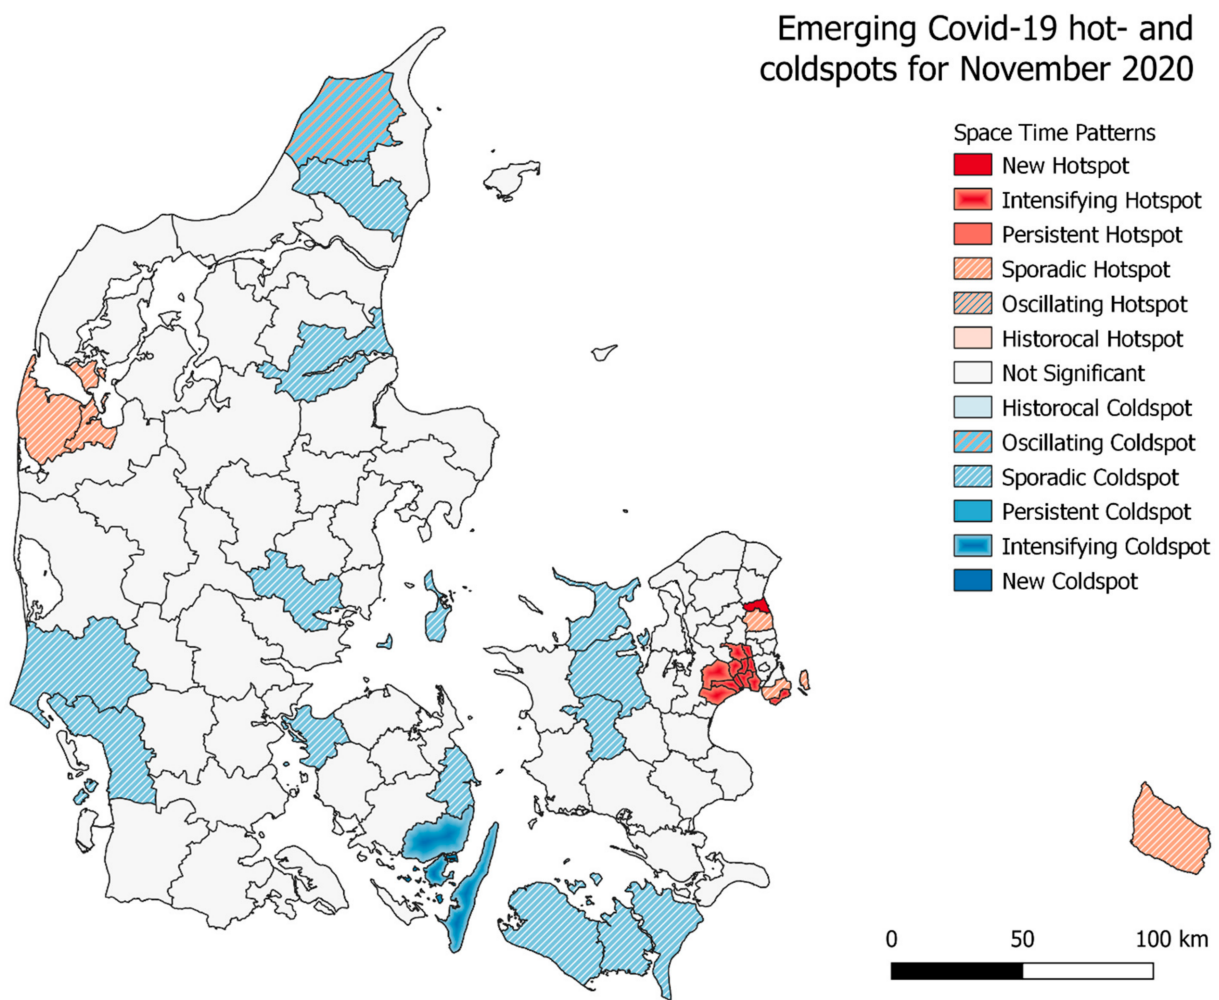 Emerging Covid-19 hot- and
coldspots for November 2020
Space Time Patterns
New Hotspot
Intensifying Hotspot
Persistent Hotspot
Sporadic Hotspot
Oscillating Hotspot
Historocal Hotspot
Not Significant
Historocal Coldspot
Oscillating Coldspot
Sporadic Coldspot
Persistent Coldspot
Intensifying Coldspot
New Coldspot
0 50 100 km